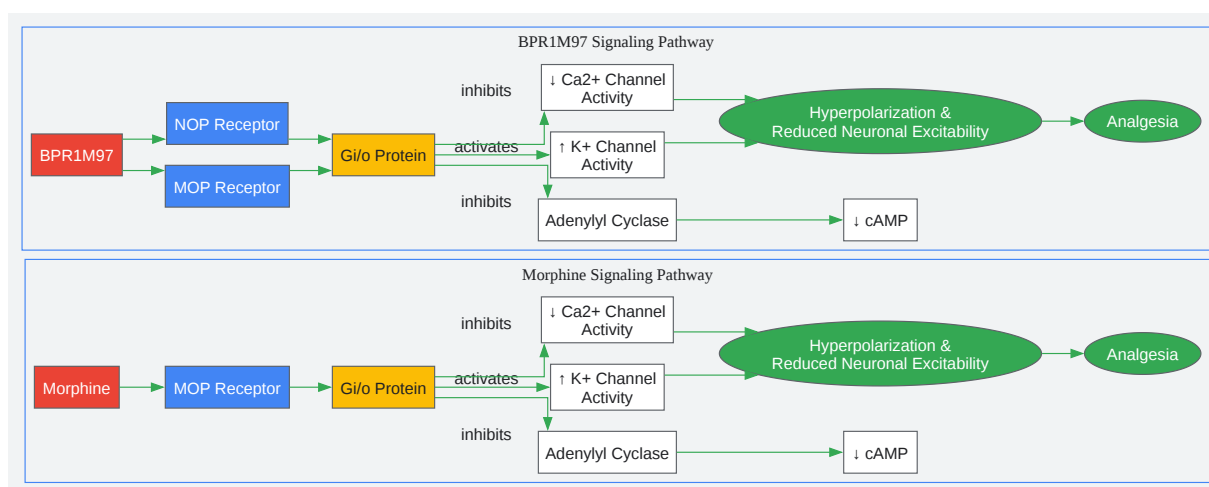 BPR1M97 Signaling Pathway
BPR1M97
NOP Receptor
MOP Receptor
Gi/o Protein
inhibits
activates
inhibits
↓ Ca2+ Channel
Activity
↑ K+ Channel
Activity
Adenylyl Cyclase
Hyperpolarization &
Reduced Neuronal Excitability
↓ cAMP
Analgesia
Morphine Signaling Pathway
Morphine
MOP Receptor
Gi/o Protein
inhibits
activates
inhibits
↓ Ca2+ Channel
Activity
↑ K+ Channel
Activity
Adenylyl Cyclase
Hyperpolarization &
Reduced Neuronal Excitability
↓ cAMP
Analgesia